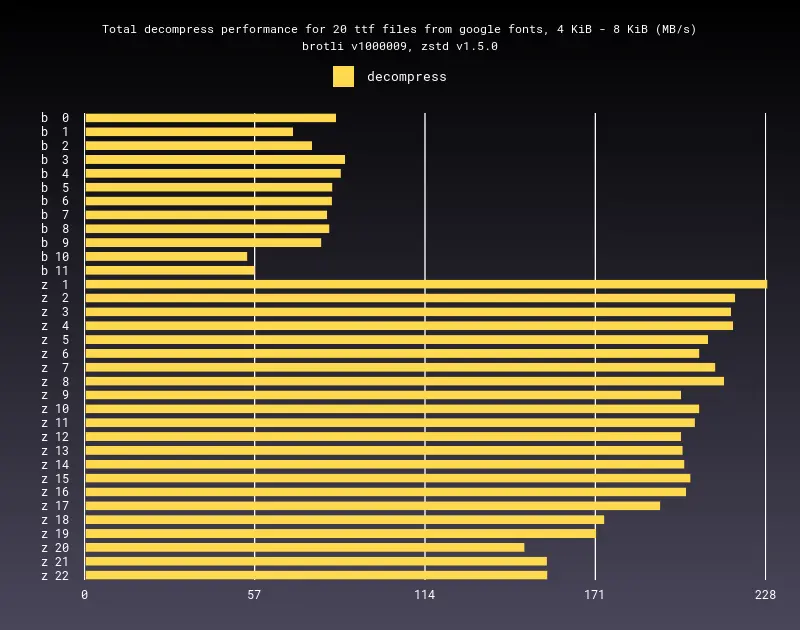 Total decompress performance for 20 ttf files from google fonts, 4 KiB - 8 KiB (MB/s)
brotli v1000009, zstd v1.5.0
decompress
b 0
b 1
b 2
b 3
b 4
b 5
b 6
b 7
b 8
b 9
b 10
b 11
z 1
z 2
z 3
z 4
z 5
z 6
z 7
z 8
z 9
z 10
z 11
z 12
z 13
z 14
z 15
z 16
z 17
z 18
z 19
z 20
z 21
z 22
0 57 114 171 228